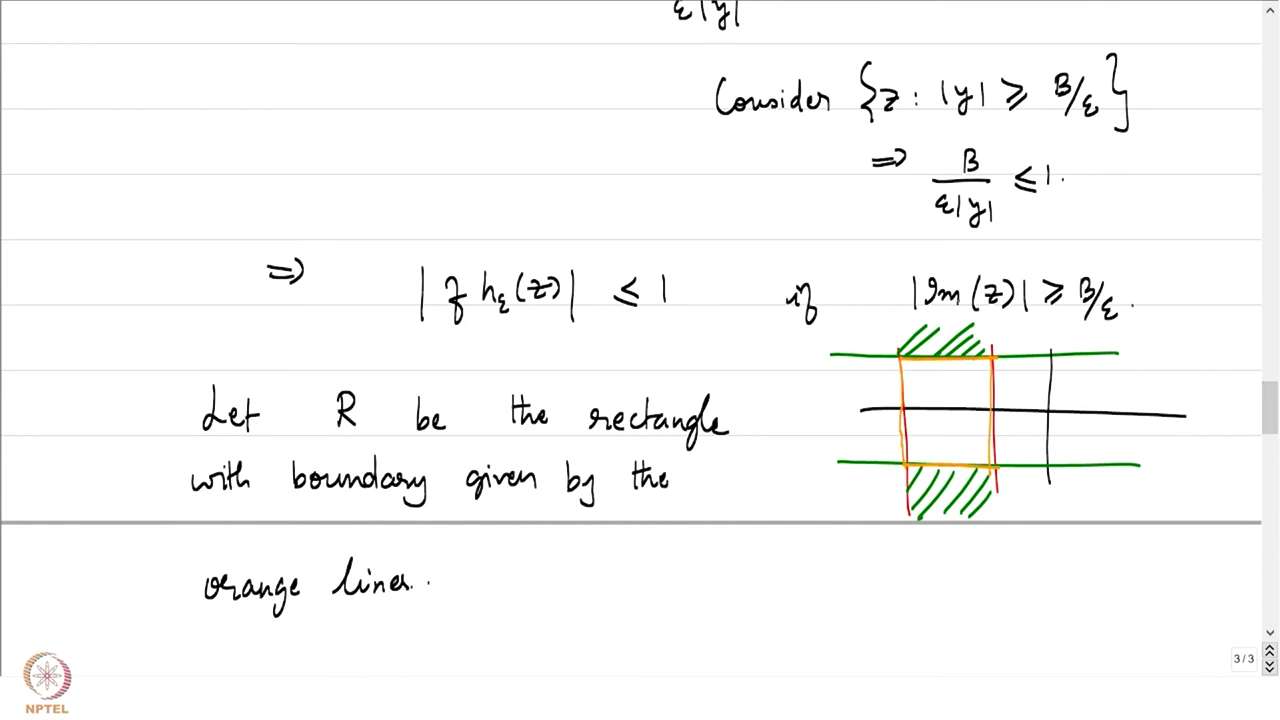 ε|y|
Consider {z : |y| ⩾ B/ε}
⇒ B/ε|y| ⩽ 1.
⇒ |f hε(z)| ≤ 1 if |Im(z)| ⩾ B/ε.
Let R be the rectangle
with boundary given by the
orange lines.
3 / 3
NPTEL